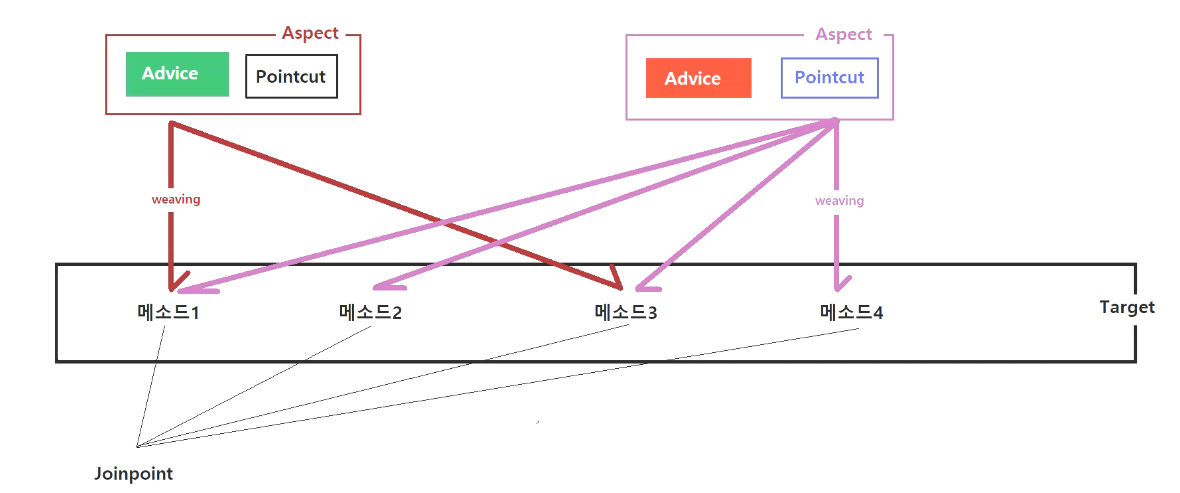 Aspect
Advice
Pointcut
Aspect
Advice
Pointcut
weaving
weaving
메소드1
메소드2
메소드3
메소드4
Target
Joinpoint